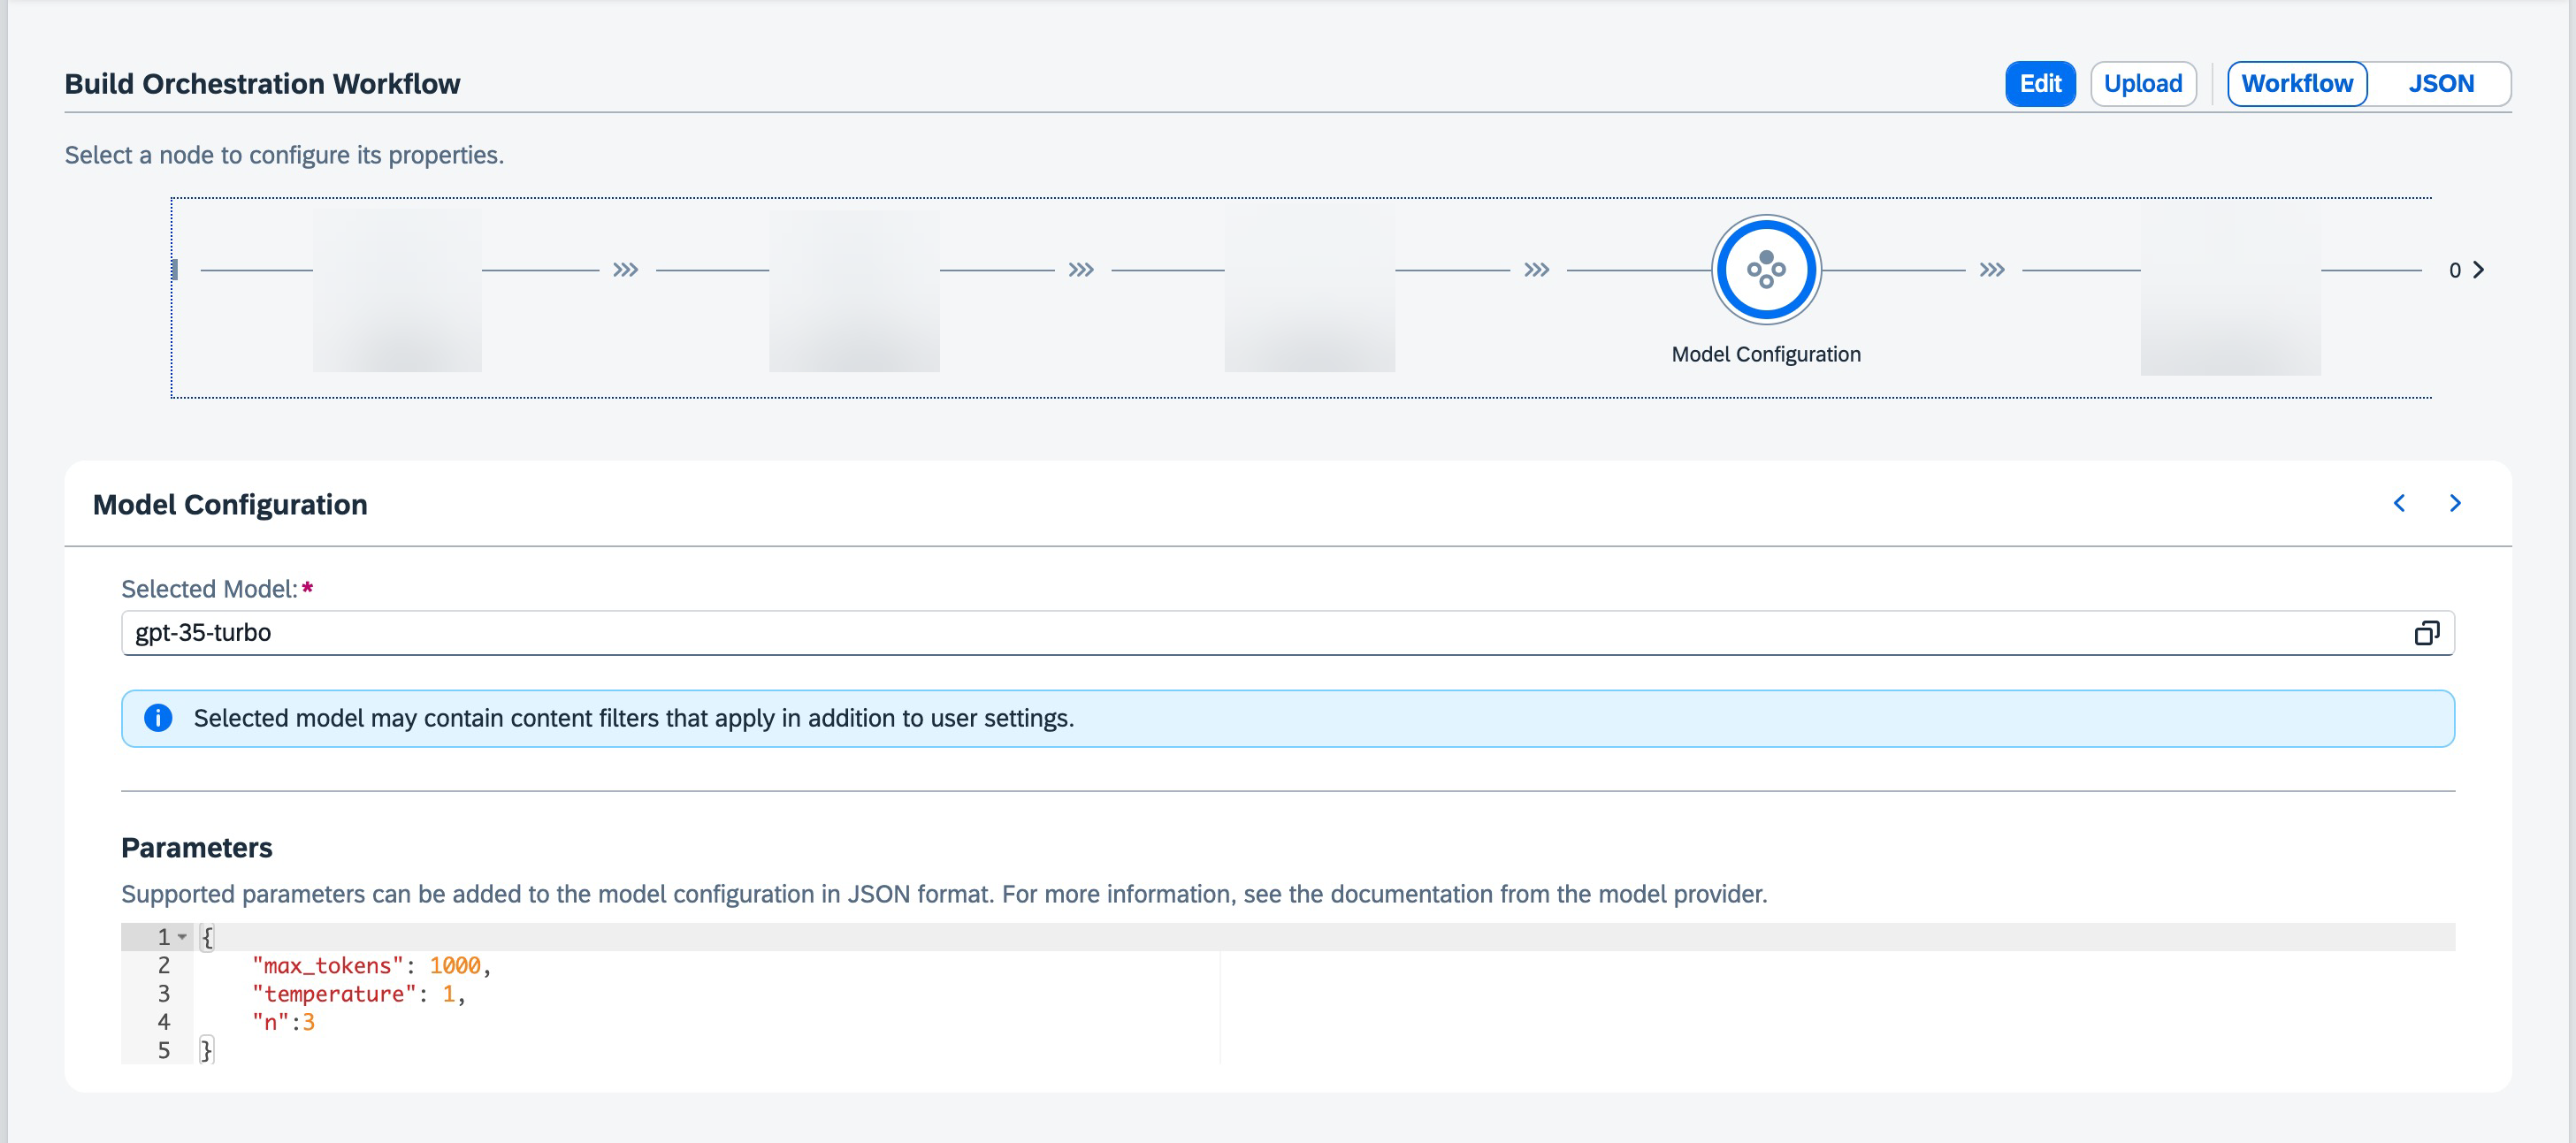 Build Orchestration Workflow
Edit
Upload
Workflow
JSON
Select a node to configure its properties.
0
Model Configuration
Model Configuration
Selected Model:*
gpt-35-turbo
Selected model may contain content filters that apply in addition to user settings.
Parameters
Supported parameters can be added to the model configuration in JSON format. For more information, see the documentation from the model provider.
1 {
2 "max_tokens": 1000,
3 "temperature": 1,
4 "n":3
5 }